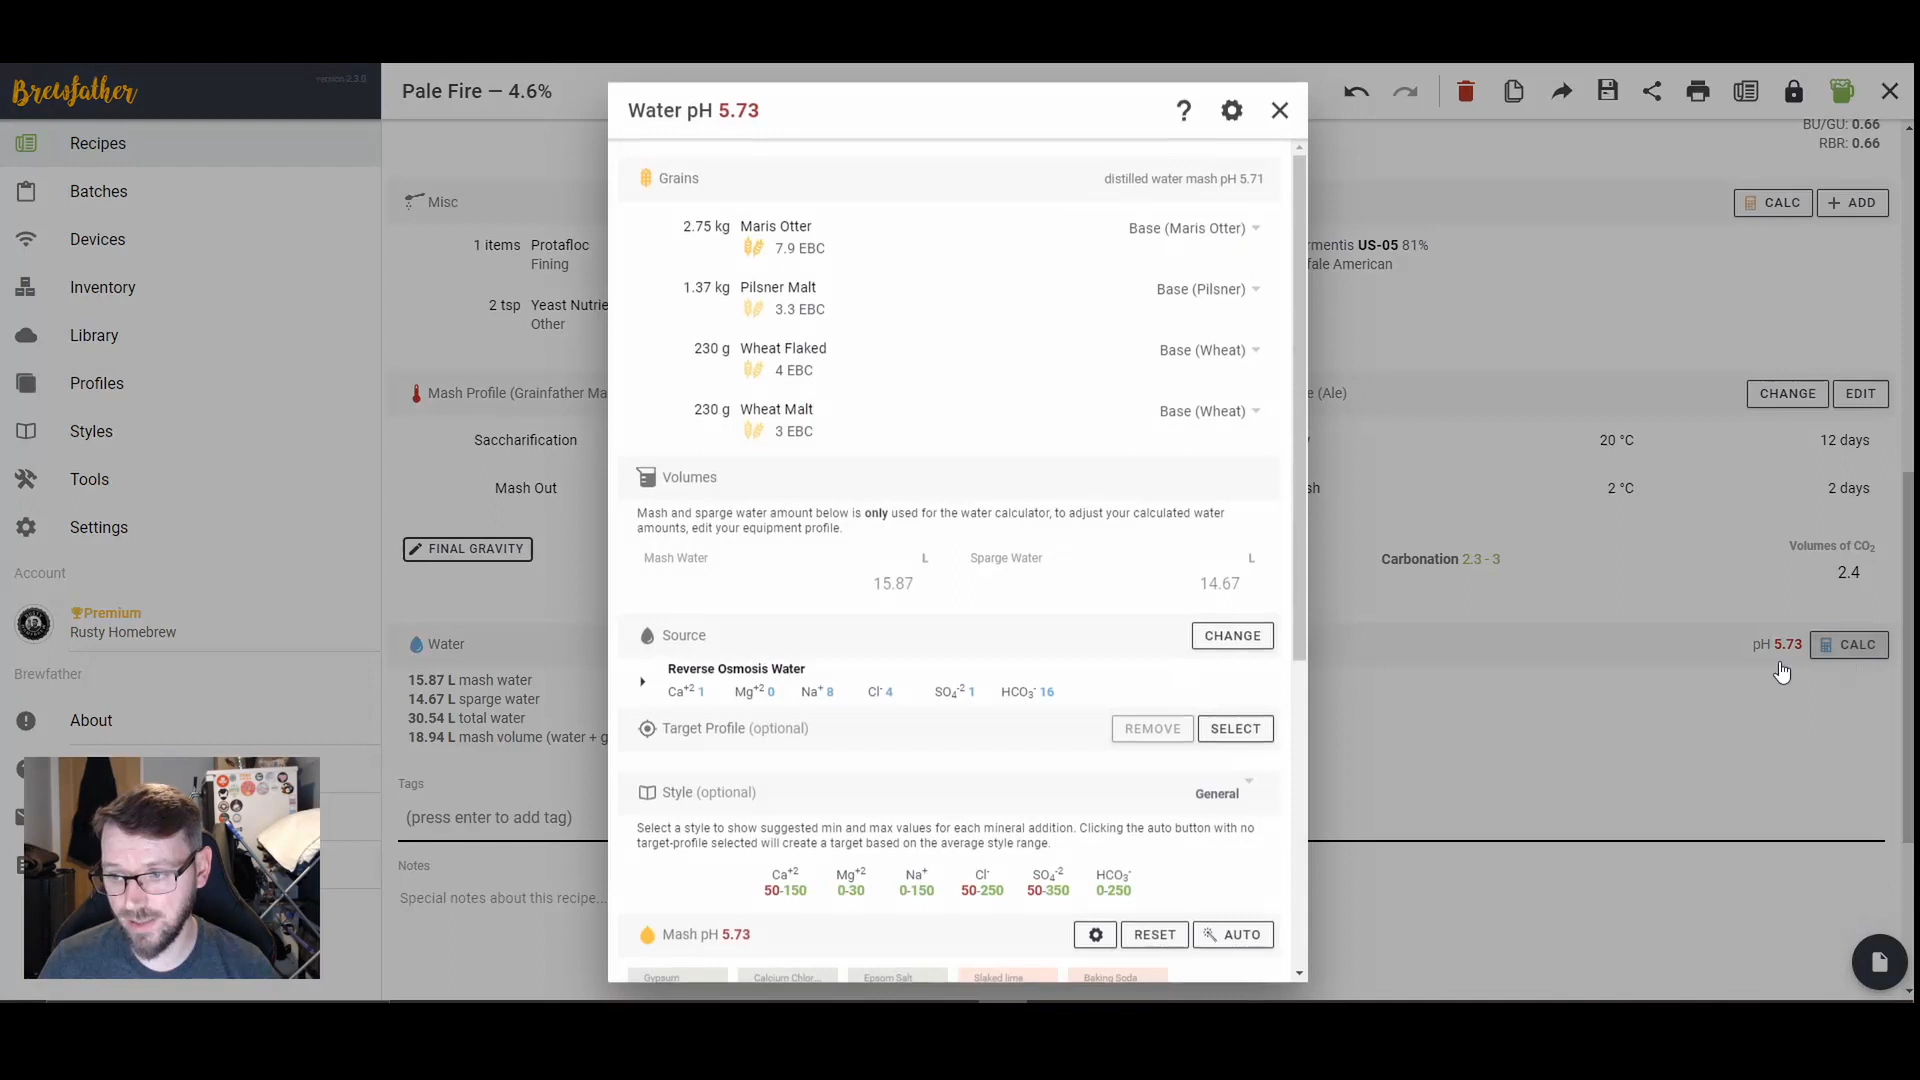 Brewfather
version 2.3.0
Recipes
Batches
Devices
Inventory
Library
Profiles
Styles
Tools
Settings
Account
Premium
Rusty Homebrew
Brewfather
About
Pale Fire — 4.6%
BU/GU: 0.66
RBR: 0.66
Misc
CALC
+ ADD
1 items Protafloc
Fining
2 tsp Yeast Nutrie
Other
mentis US-05 81%
fale American
Mash Profile (Grainfather Ma
e (Ale)
CHANGE
EDIT
Saccharification
20 °C
12 days
Mash Out
sh
2 °C
2 days
FINAL GRAVITY
Carbonation 2.3 - 3
Volumes of CO2
2.4
Water
pH 5.73
CALC
15.87 L mash water
14.67 L sparge water
30.54 L total water
18.94 L mash volume (water + g
Tags
(press enter to add tag)
Notes
Special notes about this recipe...
Water pH 5.73
?
Grains
distilled water mash pH 5.71
2.75 kg Maris Otter
Base (Maris Otter)
7.9 EBC
1.37 kg Pilsner Malt
Base (Pilsner)
3.3 EBC
230 g Wheat Flaked
Base (Wheat)
4 EBC
230 g Wheat Malt
Base (Wheat)
3 EBC
Volumes
Mash and sparge water amount below is only used for the water calculator, to adjust your calculated water
amounts, edit your equipment profile.
Mash Water L Sparge Water L
15.87 14.67
Source
CHANGE
Reverse Osmosis Water
Ca+2 1 Mg+2 0 Na+ 8 Cl- 4 SO4-2 1 HCO3- 16
Target Profile (optional)
REMOVE
SELECT
Style (optional)
General
Select a style to show suggested min and max values for each mineral addition. Clicking the auto button with no
target-profile selected will create a target based on the average style range.
Ca+2 Mg+2 Na+ Cl- SO4-2 HCO3-
50-150 0-30 0-150 50-250 50-350 0-250
Mash pH 5.73
RESET
AUTO
Gypsum Calcium Chlor... Epsom Salt Slaked lime Baking Soda